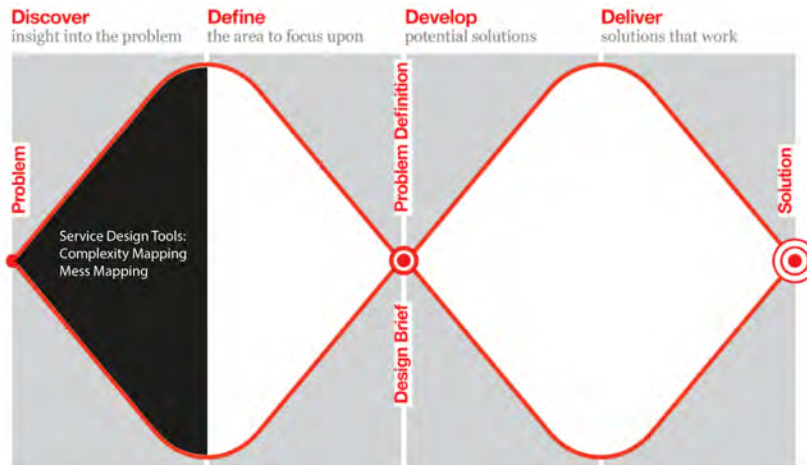 Discover
insight into the problem
Define
the area to focus upon
Develop
potential solutions
Deliver
solutions that work
Problem
Service Design Tools:
Complexity Mapping
Mess Mapping
Problem Definition
Design Brief
Solution